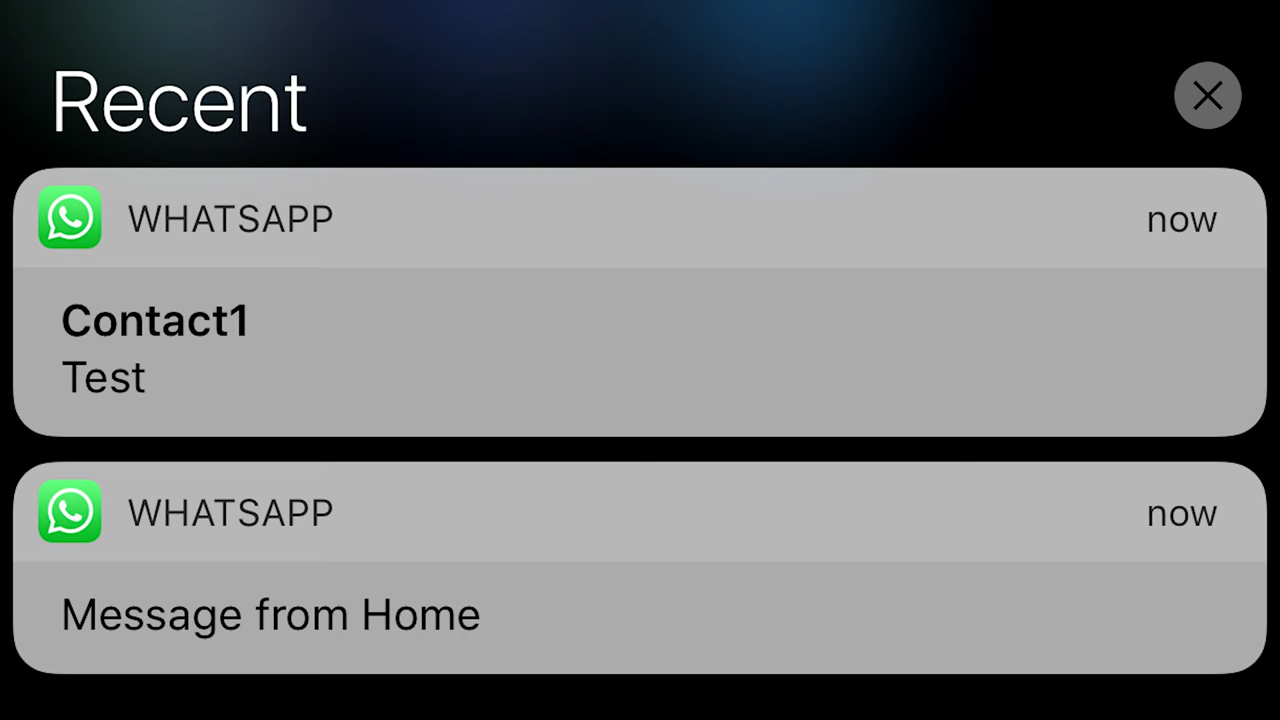 Recent
WHATSAPP now
Contact1
Test
WHATSAPP now
Message from Home